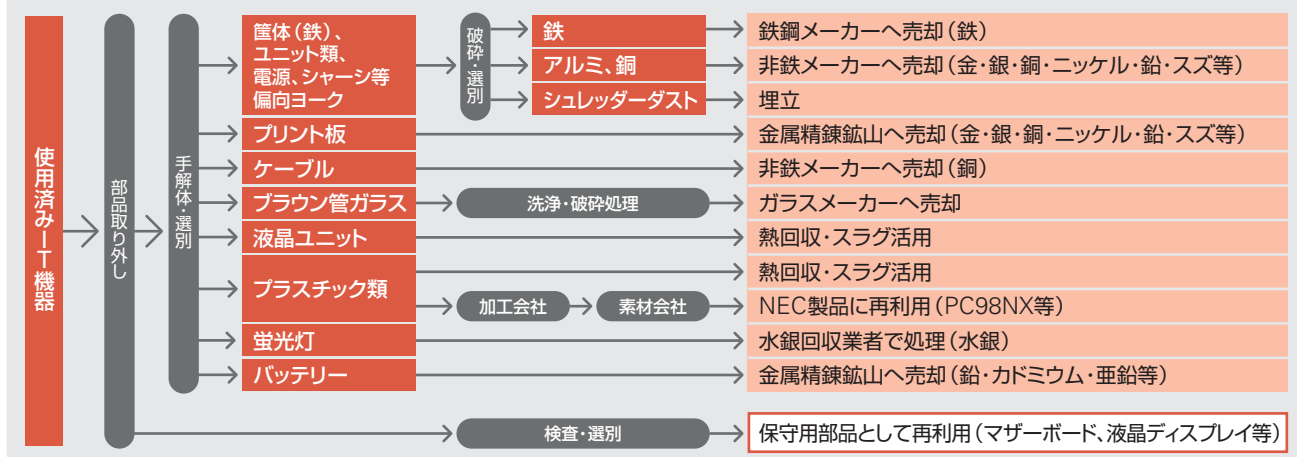 使用済みIT機器
部品取り外し
手解体・選別
筐体（鉄）、
ユニット類、
電源、シャーシ等
偏向ヨーク
破砕・選別
鉄
鉄鋼メーカーへ売却（鉄）
アルミ、銅
非鉄メーカーへ売却（金・銀・銅・ニッケル・鉛・スズ等）
シュレッダーダスト
埋立
プリント板
金属精錬鉱山へ売却（金・銀・銅・ニッケル・鉛・スズ等）
ケーブル
非鉄メーカーへ売却（銅）
ブラウン管ガラス
洗浄・破砕処理
ガラスメーカーへ売却
液晶ユニット
熱回収・スラグ活用
プラスチック類
熱回収・スラグ活用
加工会社
素材会社
NEC製品に再利用（PC98NX等）
蛍光灯
水銀回収業者で処理（水銀）
バッテリー
金属精錬鉱山へ売却（鉛・カドミウム・亜鉛等）
検査・選別
保守用部品として再利用（マザーボード、液晶ディスプレイ等）